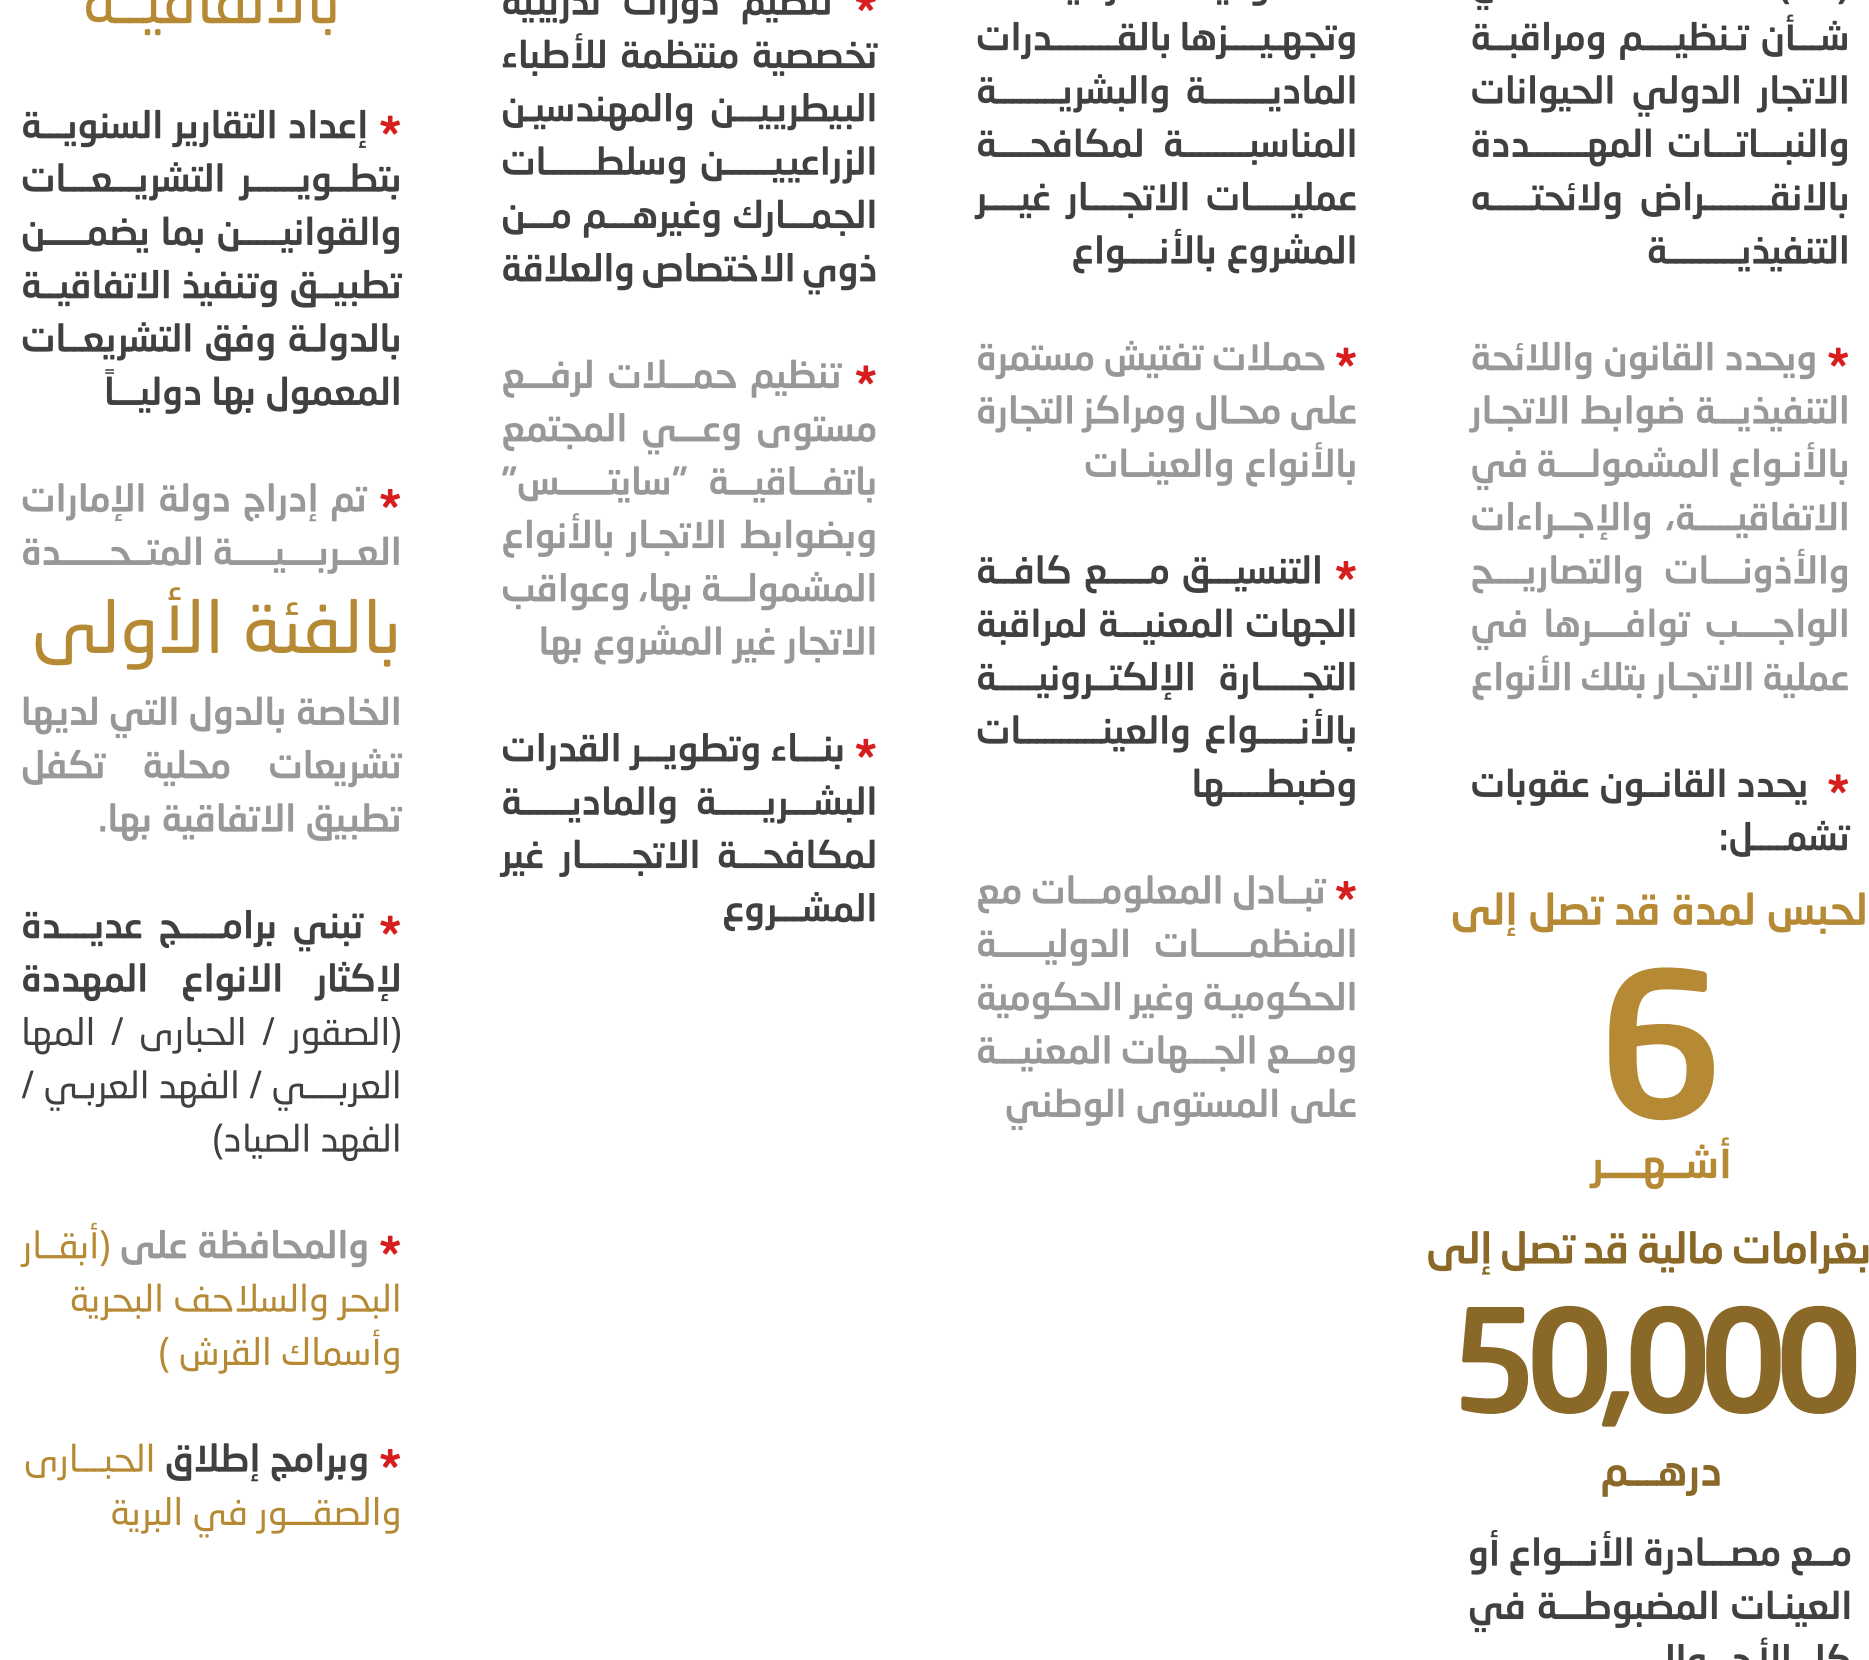 شأن تنظيم ومراقبة
الاتجار الدولي الحيوانات
والنباتات المهددة
بالانقراض ولائحته
التنفيذية
* ويحدد القانون واللائحة
التنفيذية ضوابط الاتجار
بالأنواع المشمولة في
الاتفاقية، والإجراءات
والأذونات والتصاريح
الواجب توافرها في
عملية الاتجار بتلك الأنواع
* يحدد القانون عقوبات
تشمل:
لحبس لمدة قد تصل إلى
6
أشهر
بغرامات مالية قد تصل إلى
50,000
درهم
مع مصادرة الأنواع أو
العينات المضبوطة في
وتجهيزها بالقدرات
المادية والبشرية
المناسبة لمكافحة
عمليات الاتجار غير
المشروع بالأنواع
* حملات تفتيش مستمرة
على محال ومراكز التجارة
بالأنواع والعينات
* التنسيق مع كافة
الجهات المعنية لمراقبة
التجارة الإلكترونية
بالأنواع والعينات
وضبطها
* تبادل المعلومات مع
المنظمات الدولية
الحكومية وغير الحكومية
ومع الجهات المعنية
على المستوى الوطني
* تنظيم دورات تدريبية
تخصصية منتظمة للأطباء
البيطريين والمهندسين
الزراعيين وسلطات
الجمارك وغيرهم من
ذوي الاختصاص والعلاقة
* تنظيم حملات لرفع
مستوى وعي المجتمع
باتفاقية "سايتس"
وبضوابط الاتجار بالأنواع
المشمولة بها، وعواقب
الاتجار غير المشروع بها
* بناء وتطوير القدرات
البشرية والمادية
لمكافحة الاتجار غير
المشروع
بالاتفاقية
* إعداد التقارير السنوية
بتطوير التشريعات
والقوانين بما يضمن
تطبيق وتنفيذ الاتفاقية
بالدولة وفق التشريعات
المعمول بها دولياً
* تم إدراج دولة الإمارات
العربية المتحدة
بالفئة الأولى
الخاصة بالدول التي لديها
تشريعات محلية تكفل
تطبيق الاتفاقية بها.
* تبني برامج عديدة
لإكثار الانواع المهددة
(الصقور / الحبارى / المها
العربي / الفهد العربي /
الفهد الصياد)
* والمحافظة على (أبقار
البحر والسلاحف البحرية
وأسماك القرش )
* وبرامج إطلاق الحبارى
والصقور في البرية